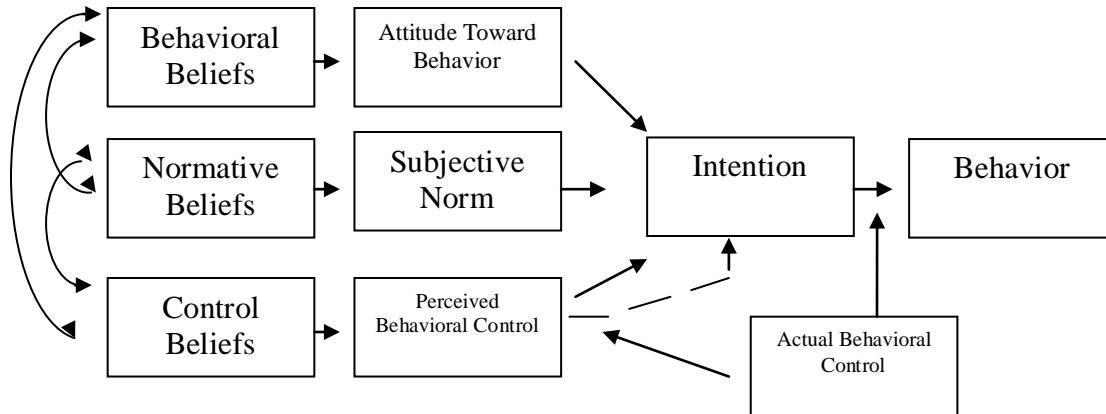 Behavioral
Beliefs
Attitude Toward
Behavior
Normative
Beliefs
Subjective
Norm
Intention
Behavior
Control
Beliefs
Perceived
Behavioral Control
Actual Behavioral
Control